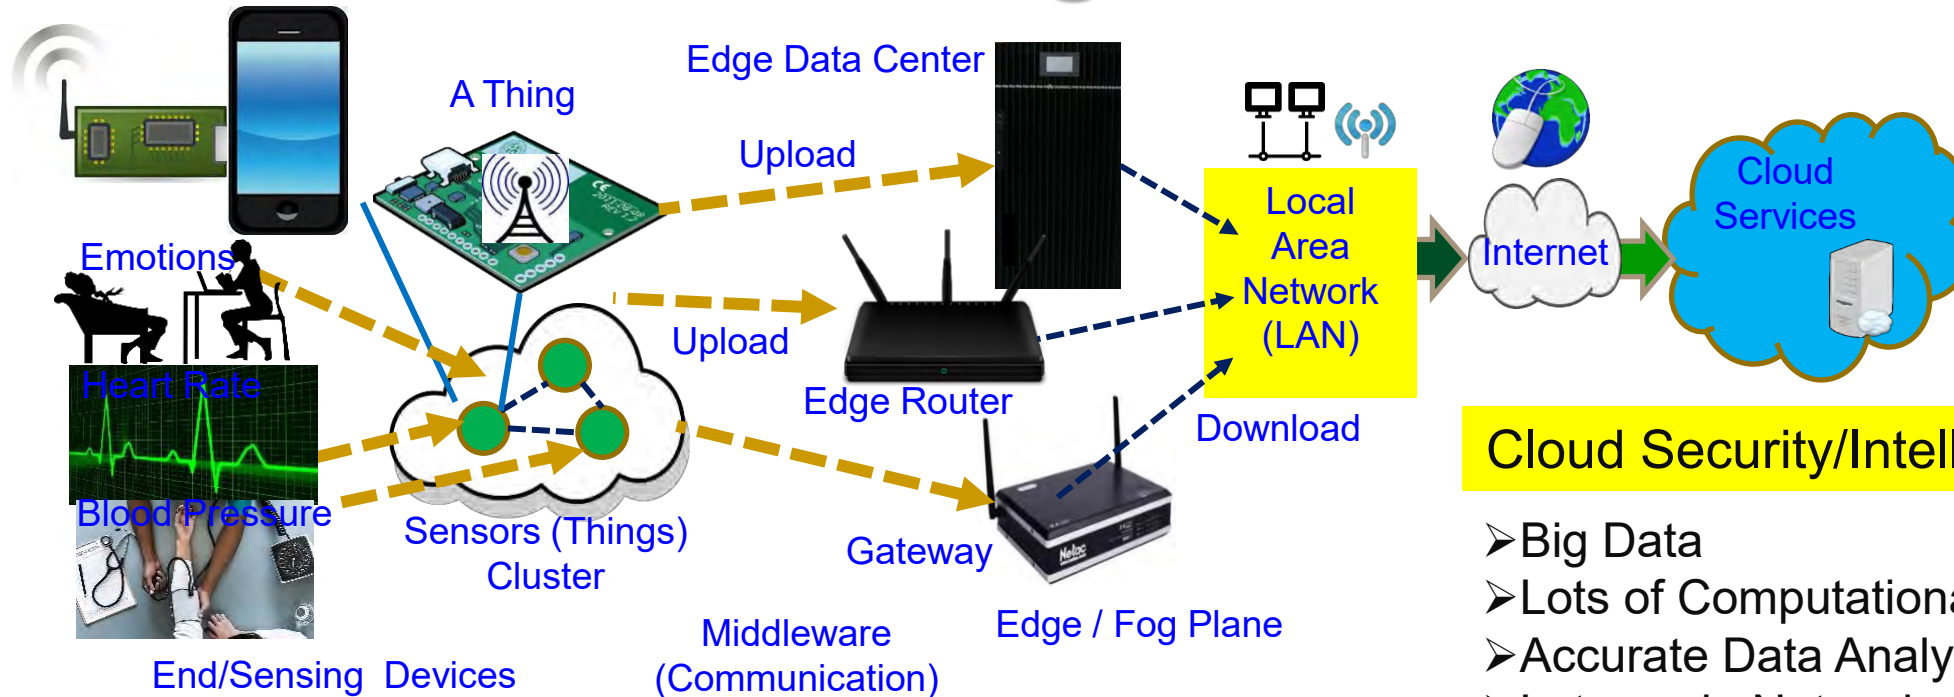 Edge Data Center
A Thing
Upload
CE
Emotions
Local
Area
Network
(LAN)
Internet
Cloud
Services
Heart Rate
Upload
Edge Router
Download
Blood Pressure
Sensors (Things)
Cluster
Gateway
Netac
Cloud Security/Intell
➤Big Data
➤Lots of Computationa
➤Accurate Data Analy
Middleware
(Communication)
Edge / Fog Plane
End/Sensing Devices